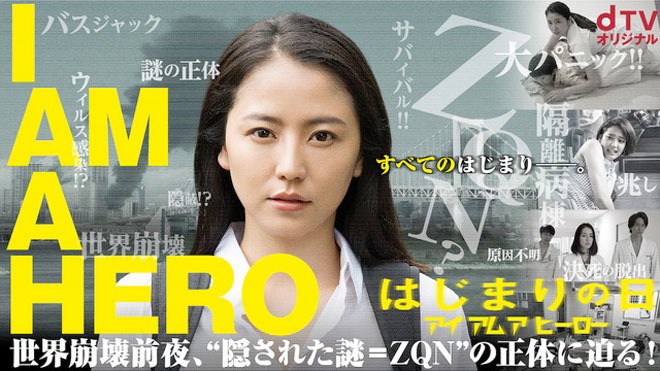 I AM A HERO
バスジャック
謎の正体
ウィルス感染!?
隠蔽!?
世界崩壊
サバイバル!!
ZQN!?
dTV
オリジナル
大パニック!!
すべてのはじまり──。
隔離病棟
兆し
原因不明
決死の脱出
はじまりの日
アイアムアヒーロー
世界崩壊前夜、“隠された謎=ZQN”の正体に迫る!